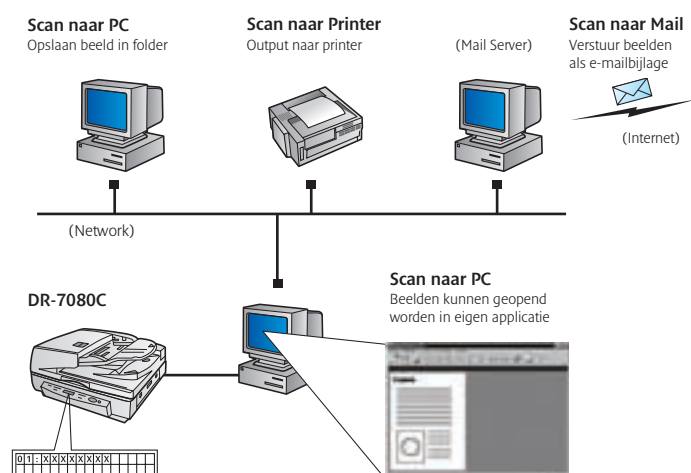 Scan naar PC
Opslaan beeld in folder
Scan naar Printer
Output naar printer
(Mail Server)
Scan naar Mail
Verstuur beelden
als e-mailbijlage
(Internet)
(Network)
DR-7080C
Scan naar PC
Beelden kunnen geopend
worden in eigen applicatie
01:XXXXXXXX